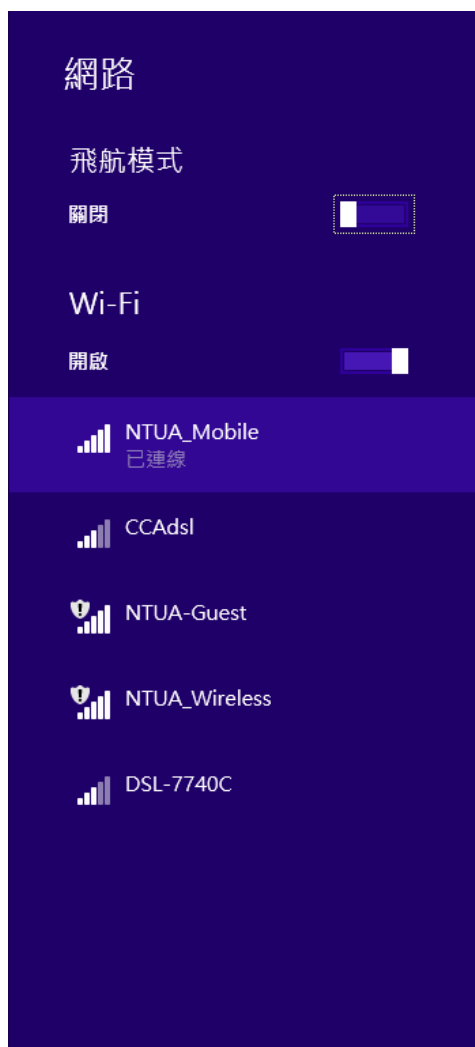 網路
飛航模式
關閉
Wi-Fi
開啟
NTUA_Mobile
已連線
CCAdsl
NTUA-Guest
NTUA_Wireless
DSL-7740C